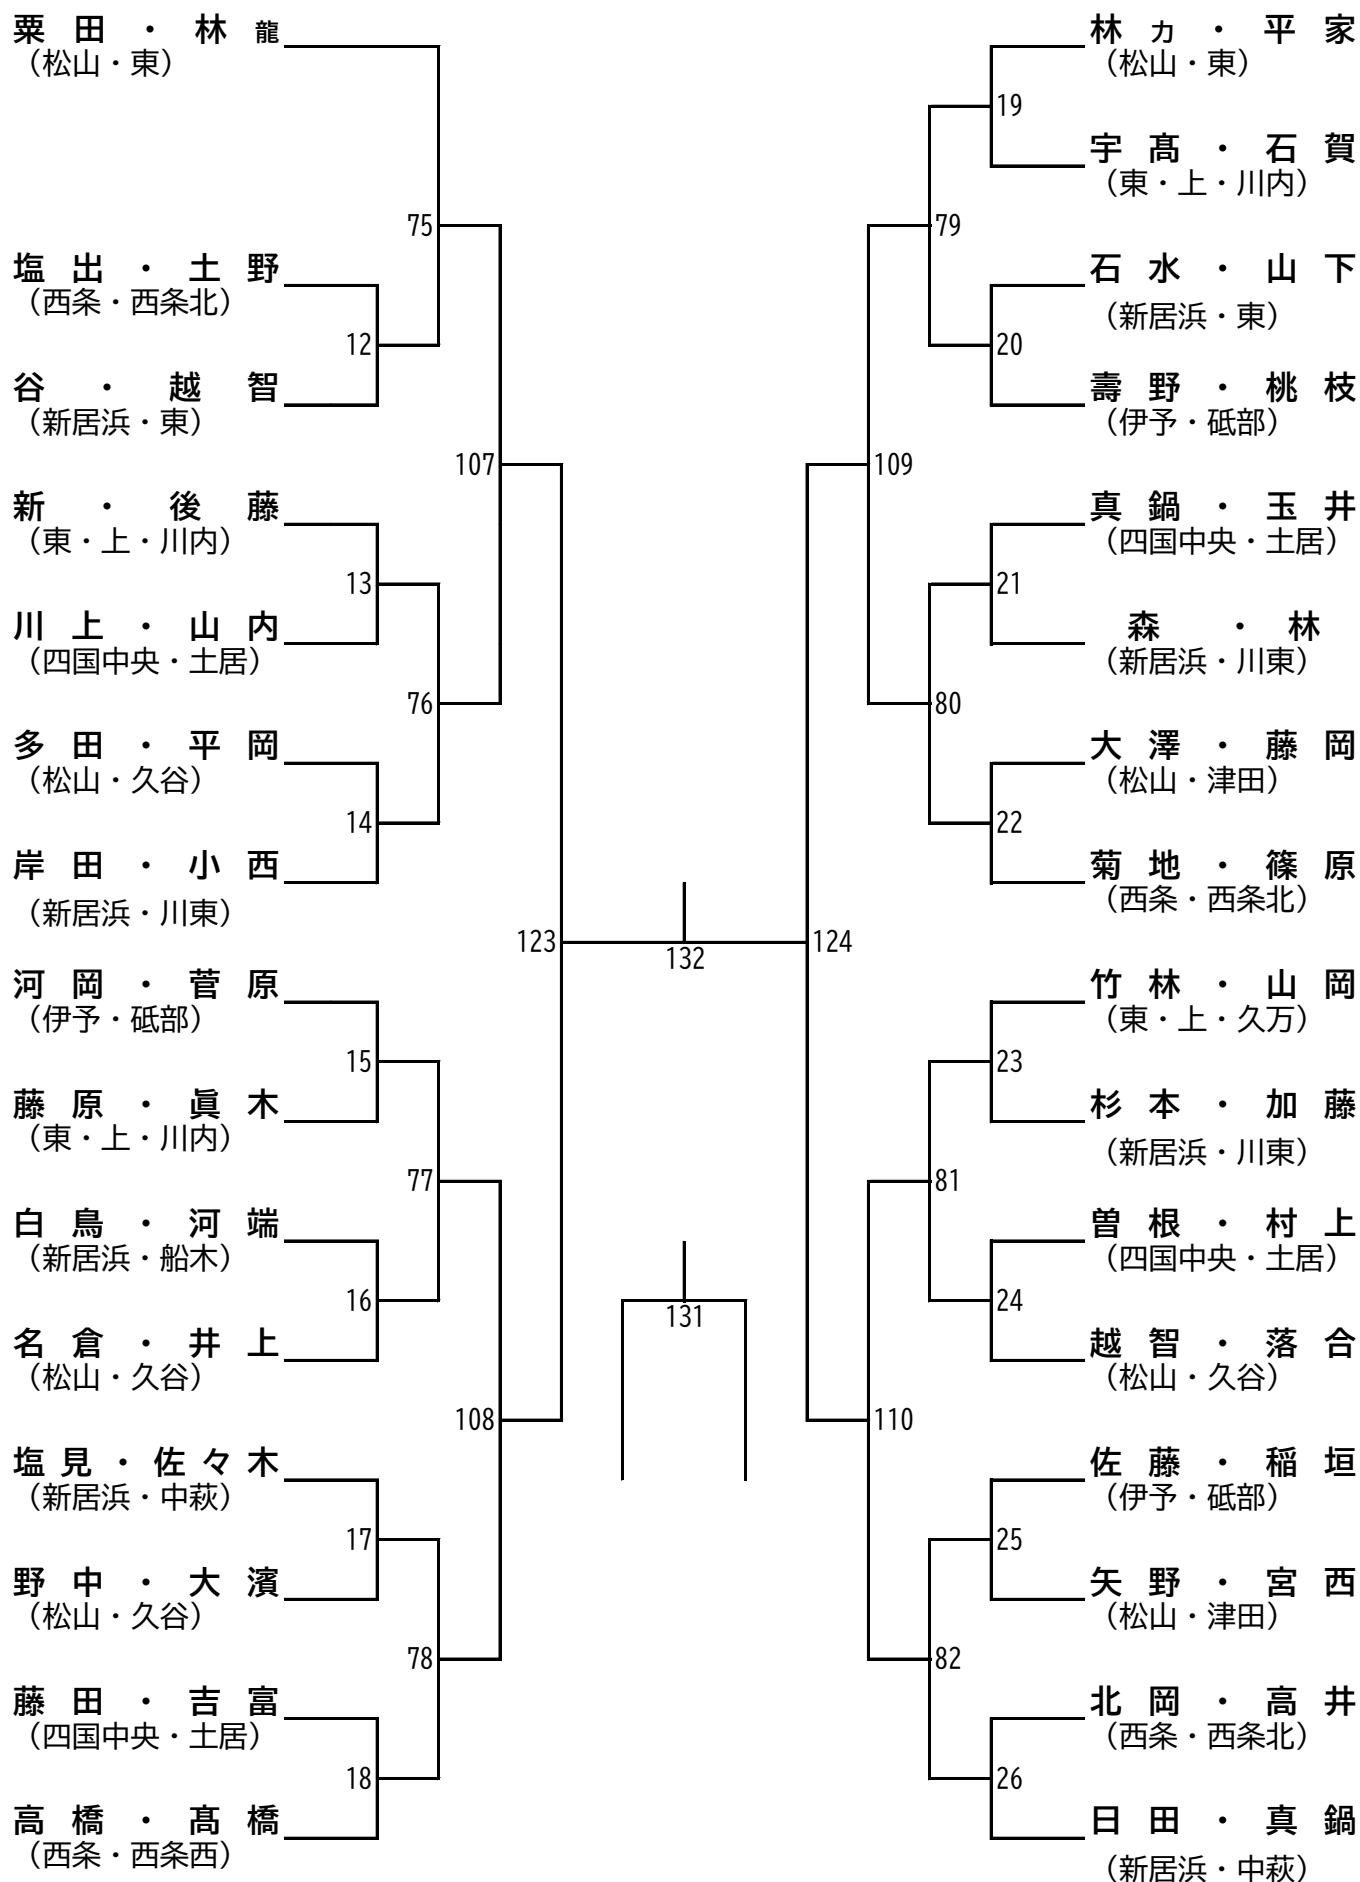 粟田・林龍
（松山・東）
75
塩出・土野
（西条・西条北）
12
谷・越智
（新居浜・東）
107
新・後藤
（東・上・川内）
13
川上・山内
（四国中央・土居）
76
多田・平岡
（松山・久谷）
14
岸田・小西
（新居浜・川東）
123
河岡・菅原
（伊予・砥部）
15
藤原・眞木
（東・上・川内）
77
白鳥・河端
（新居浜・船木）
16
名倉・井上
（松山・久谷）
108
塩見・佐々木
（新居浜・中萩）
17
野中・大濱
（松山・久谷）
78
藤田・吉富
（四国中央・土居）
18
高橋・髙橋
（西条・西条西）
132
131
林力・平家
（松山・東）
19
宇髙・石賀
（東・上・川内）
79
石水・山下
（新居浜・東）
20
壽野・桃枝
（伊予・砥部）
109
真鍋・玉井
（四国中央・土居）
21
森・林
（新居浜・川東）
80
大澤・藤岡
（松山・津田）
22
菊地・篠原
（西条・西条北）
124
竹林・山岡
（東・上・久万）
23
杉本・加藤
（新居浜・川東）
81
曽根・村上
（四国中央・土居）
24
越智・落合
（松山・久谷）
110
佐藤・稲垣
（伊予・砥部）
25
矢野・宮西
（松山・津田）
82
北岡・高井
（西条・西条北）
26
日田・真鍋
（新居浜・中萩）